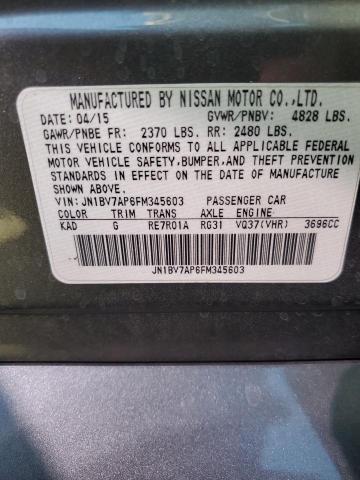 MANUFACTURED BY NISSAN MOTOR CO.,LTD.
DATE: 04/15 GVWR/PNBV: 4828 LBS.
GAWR/PNBE FR: 2370 LBS. RR: 2480 LBS.
THIS VEHICLE CONFORMS TO ALL APPLICABLE FEDERAL
MOTOR VEHICLE SAFETY,BUMPER,AND THEFT PREVENTION
STANDARDS IN EFFECT ON THE DATE OF MANUFACTURE
SHOWN ABOVE.
VIN: JN1BV7AP6FM345603 PASSENGER CAR
COLOR TRIM TRANS AXLE ENGINE
KAD G RE7R01A RG31 VQ37(VHR) 3696CC
JN1BV7AP6FM345603